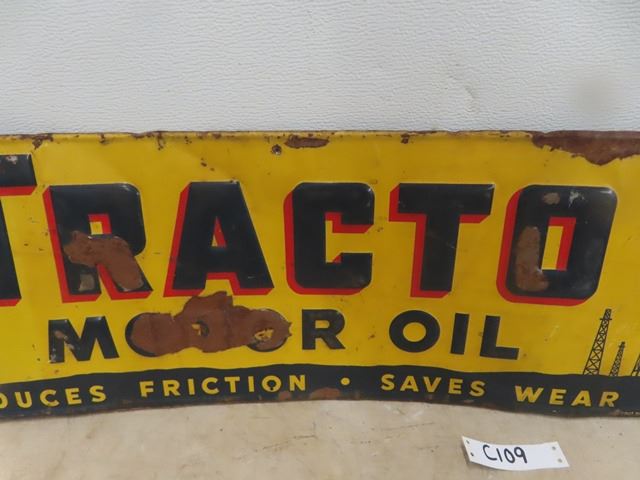 TRACTO
MOTOR OIL
DUCES FRICTION • SAVES WEAR
C109